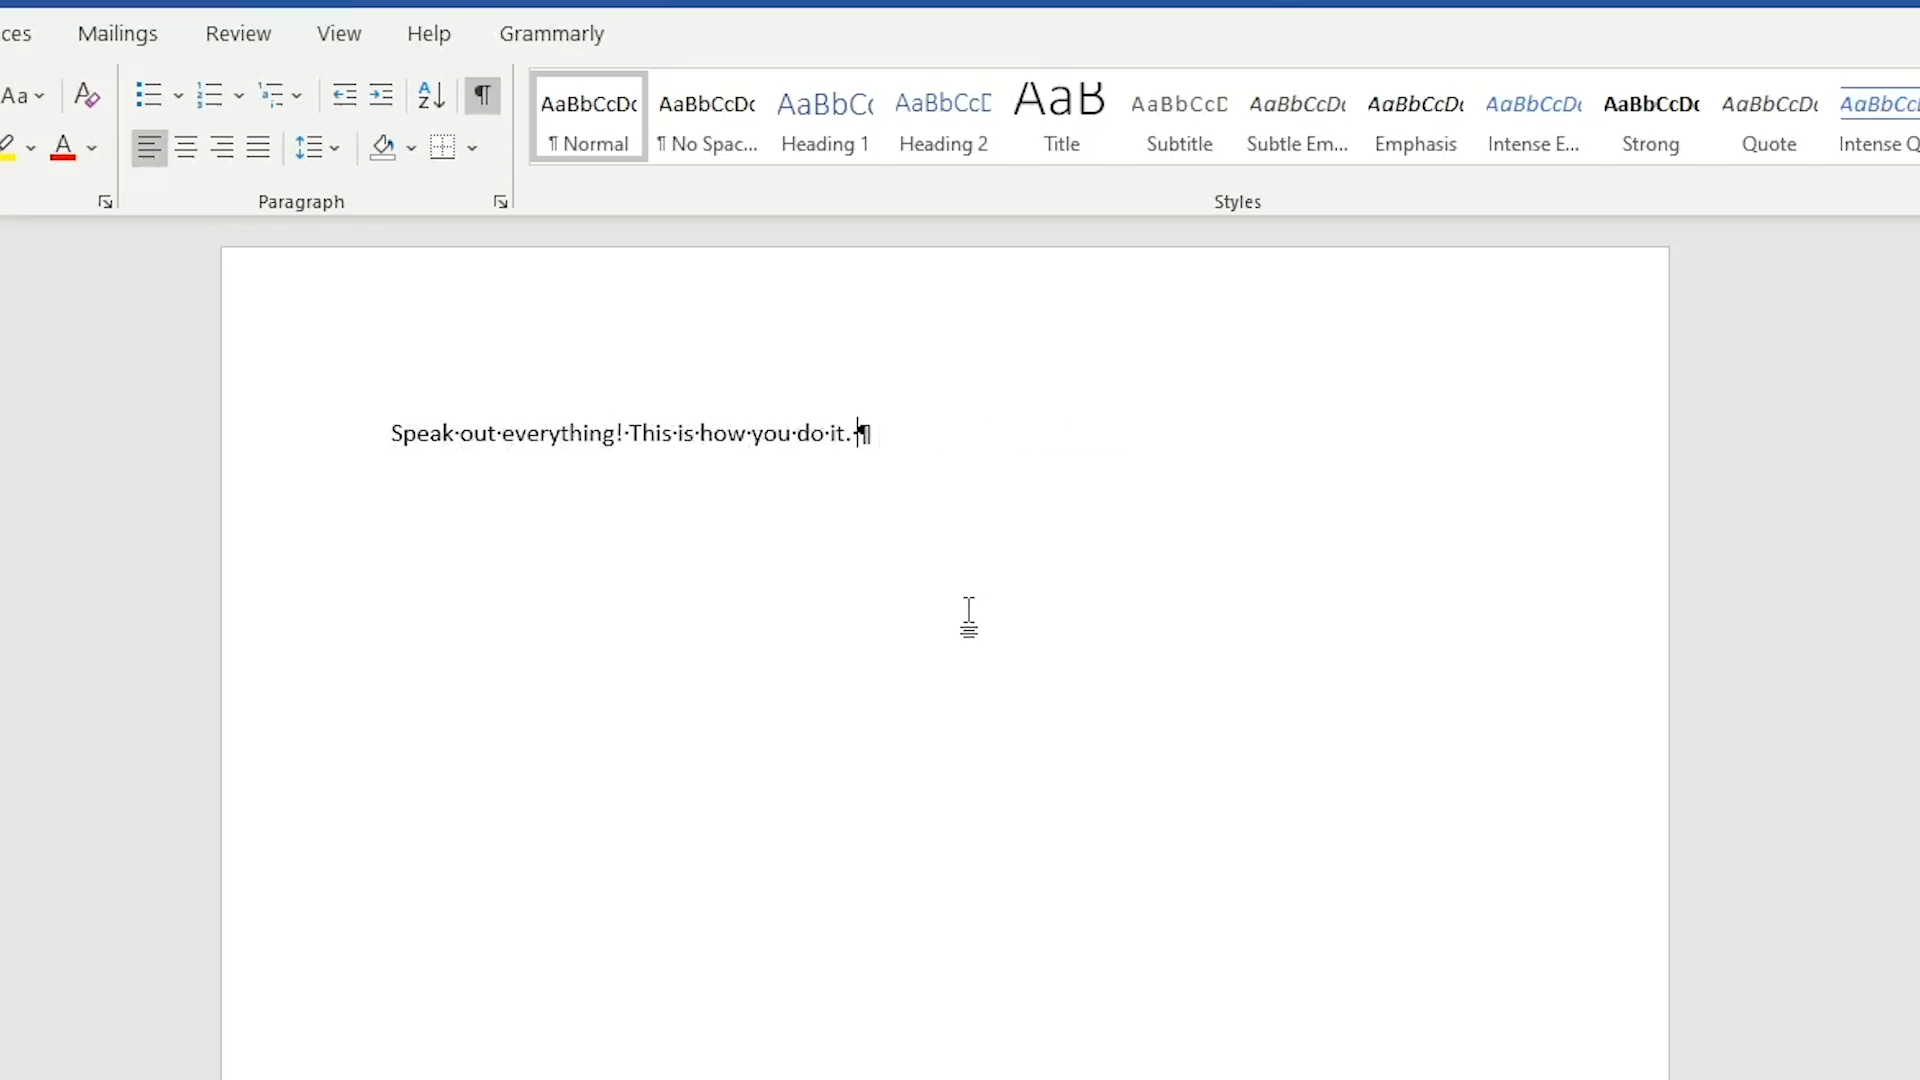 ces Mailings Review View Help Grammarly
Aa A A↓Z ¶ AaBbCcDc AaBbCcDc AaBbCc AaBbCcD AaB AaBbCcD AaBbCcDc AaBbCcDc AaBbCcDc AaBbCcDc AaBbCcDc AaBbCc
A ¶ Normal ¶ No Spac... Heading 1 Heading 2 Title Subtitle Subtle Em... Emphasis Intense E... Strong Quote Intense Q
Paragraph Styles
Speak·out·everything!·This·is·how·you·do·it.·¶